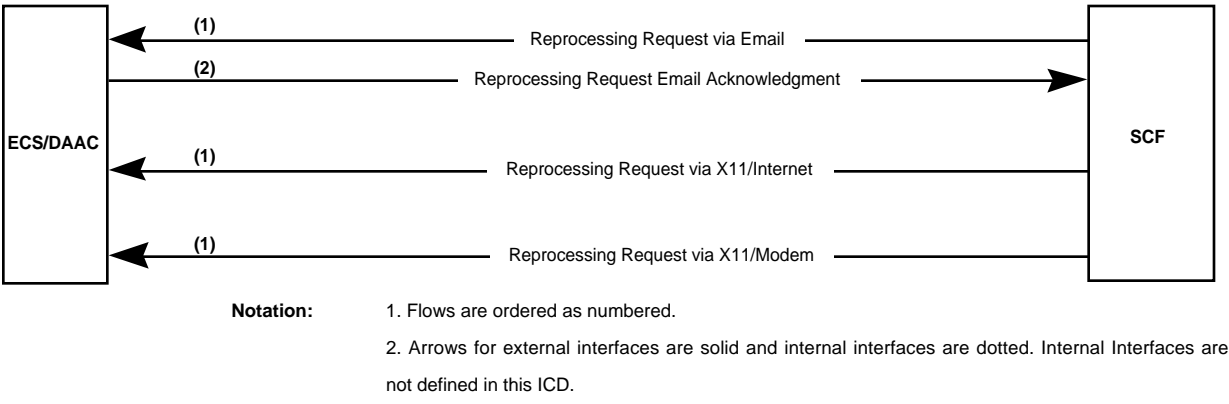 (1)
Reprocessing Request via Email
(2)
Reprocessing Request Email Acknowledgment
ECS/DAAC
SCF
(1)
Reprocessing Request via X11/Internet
(1)
Reprocessing Request via X11/Modem
Notation: 1. Flows are ordered as numbered.
2. Arrows for external interfaces are solid and internal interfaces are dotted. Internal Interfaces are
not defined in this ICD.